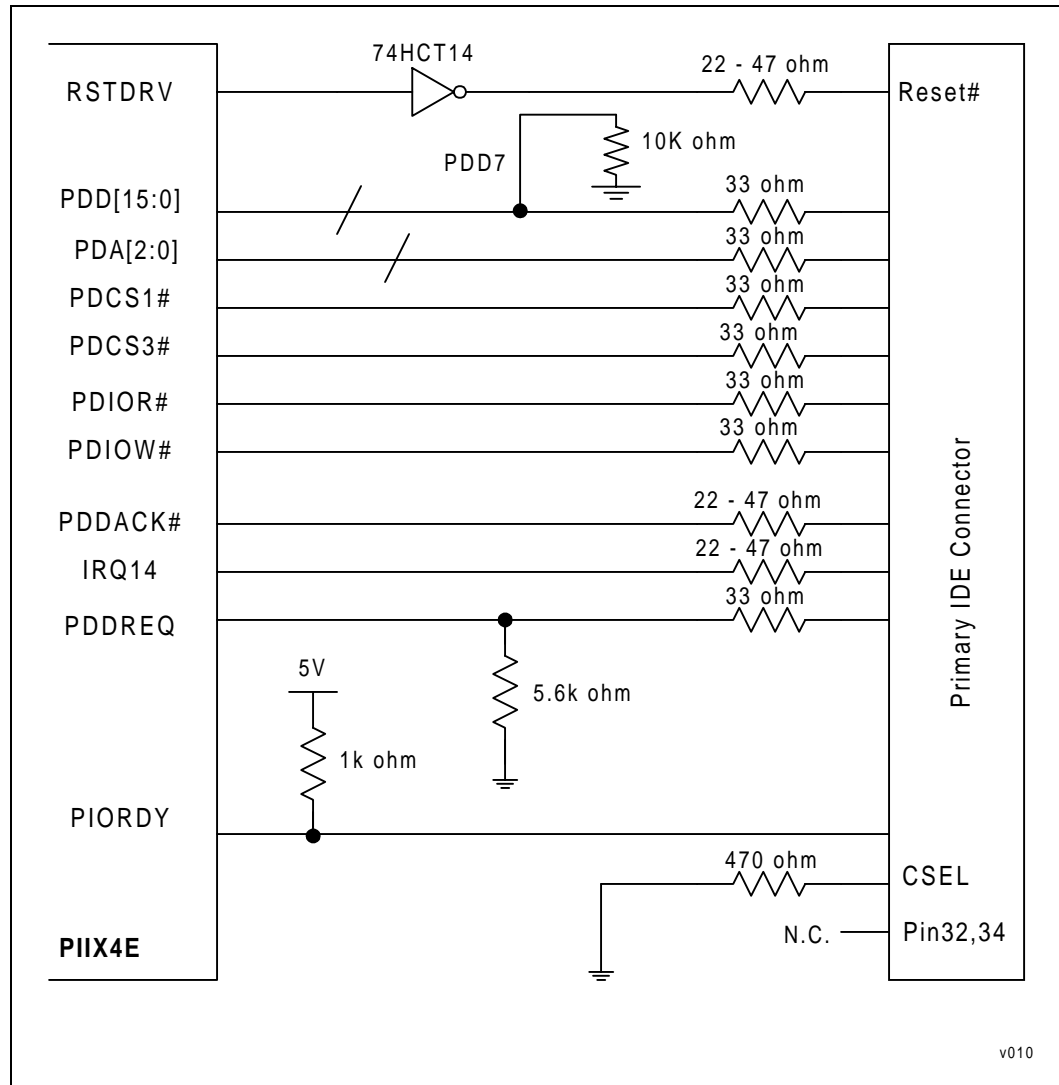 74HCT14
22 - 47 ohm
RSTDRV
Reset#
10K ohm
PDD7
33 ohm
PDD[15:0]
33 ohm
PDA[2:0]
33 ohm
PDCS1#
33 ohm
PDCS3#
33 ohm
PDIOR#
33 ohm
PDIOW#
22 - 47 ohm
PDDACK#
22 - 47 ohm
IRQ14
33 ohm
PDDREQ
Primary IDE Connector
5V
5.6k ohm
1k ohm
PIORDY
470 ohm
CSEL
N.C.
Pin32,34
PIIX4E
v010